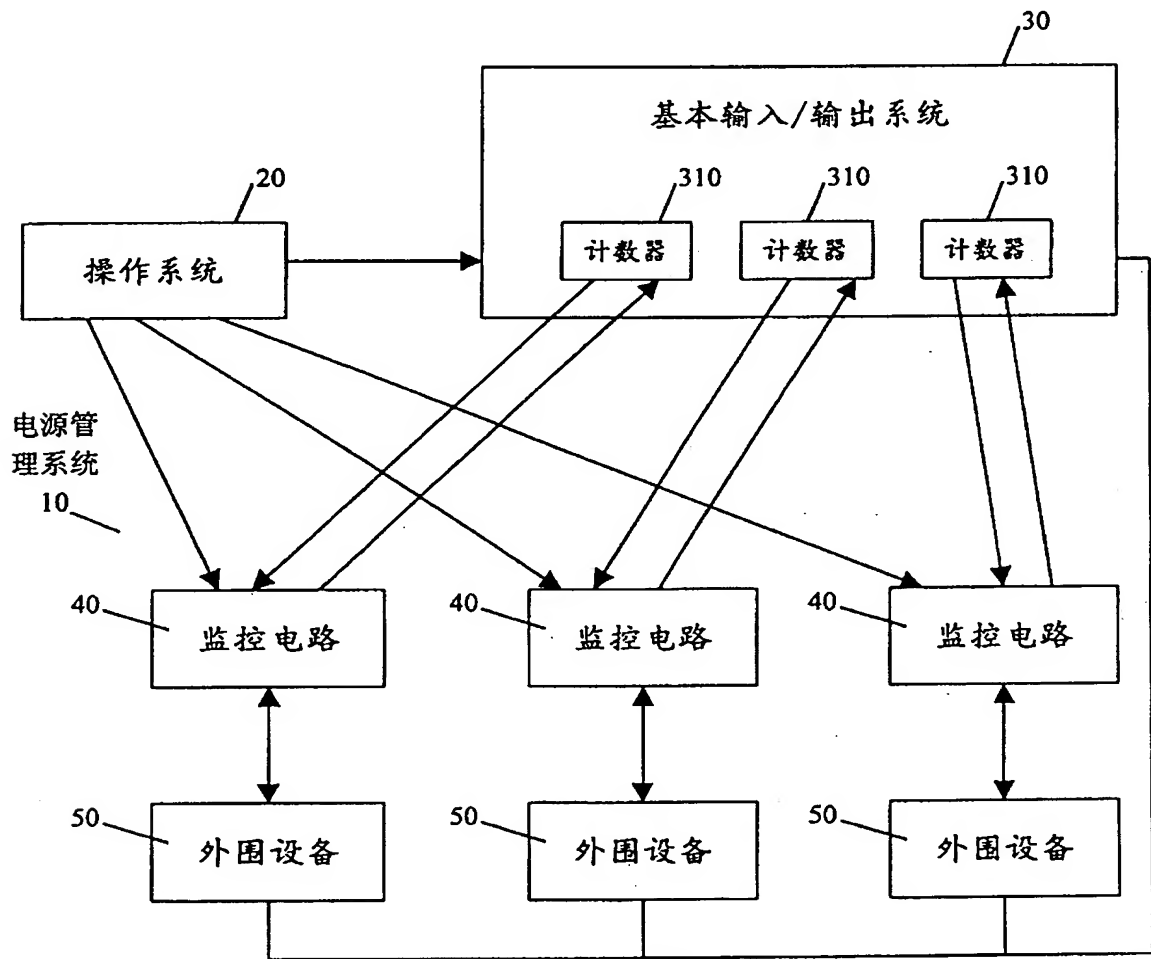 30
基本输入/输出系统
20
310
310
310
操作系统
计数器
计数器
计数器
电源管
理系统
10
40
监控电路
40
监控电路
40
监控电路
50
外围设备
50
外围设备
50
外围设备